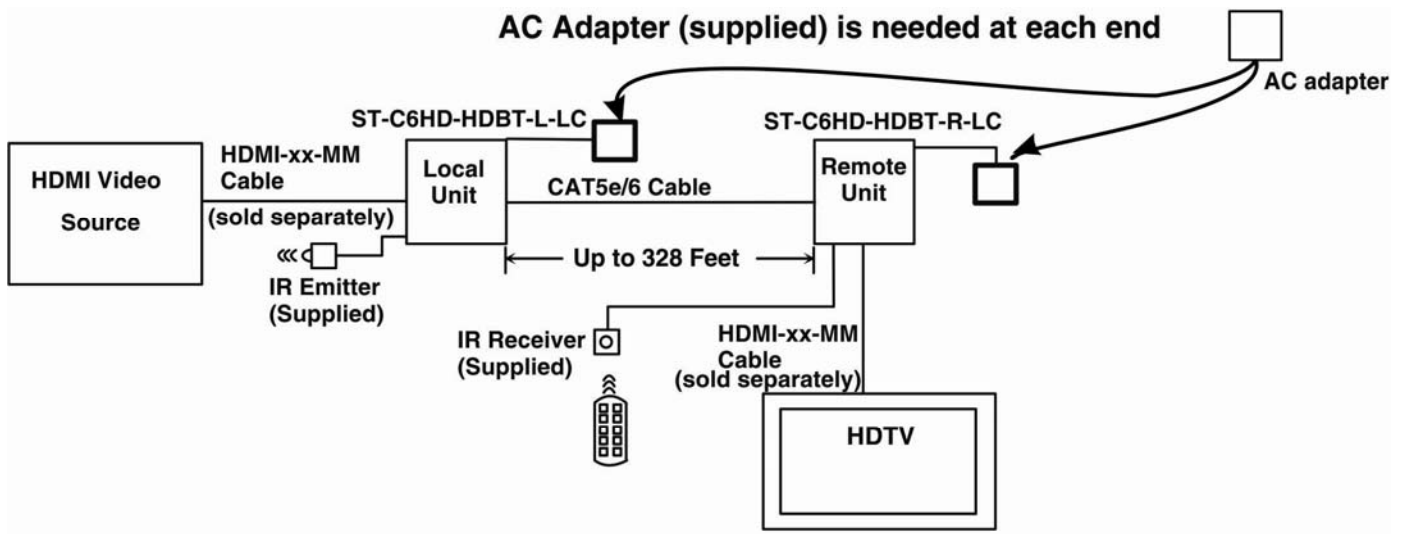 AC Adapter (supplied) is needed at each end
AC adapter
ST-C6HD-HDBT-L-LC
ST-C6HD-HDBT-R-LC
HDMI Video
Source
HDMI-xx-MM
Cable
(sold separately)
Local
Unit
CAT5e/6 Cable
Remote
Unit
Up to 328 Feet
IR Emitter
(Supplied)
IR Receiver
(Supplied)
HDMI-xx-MM
Cable
(sold separately)
HDTV